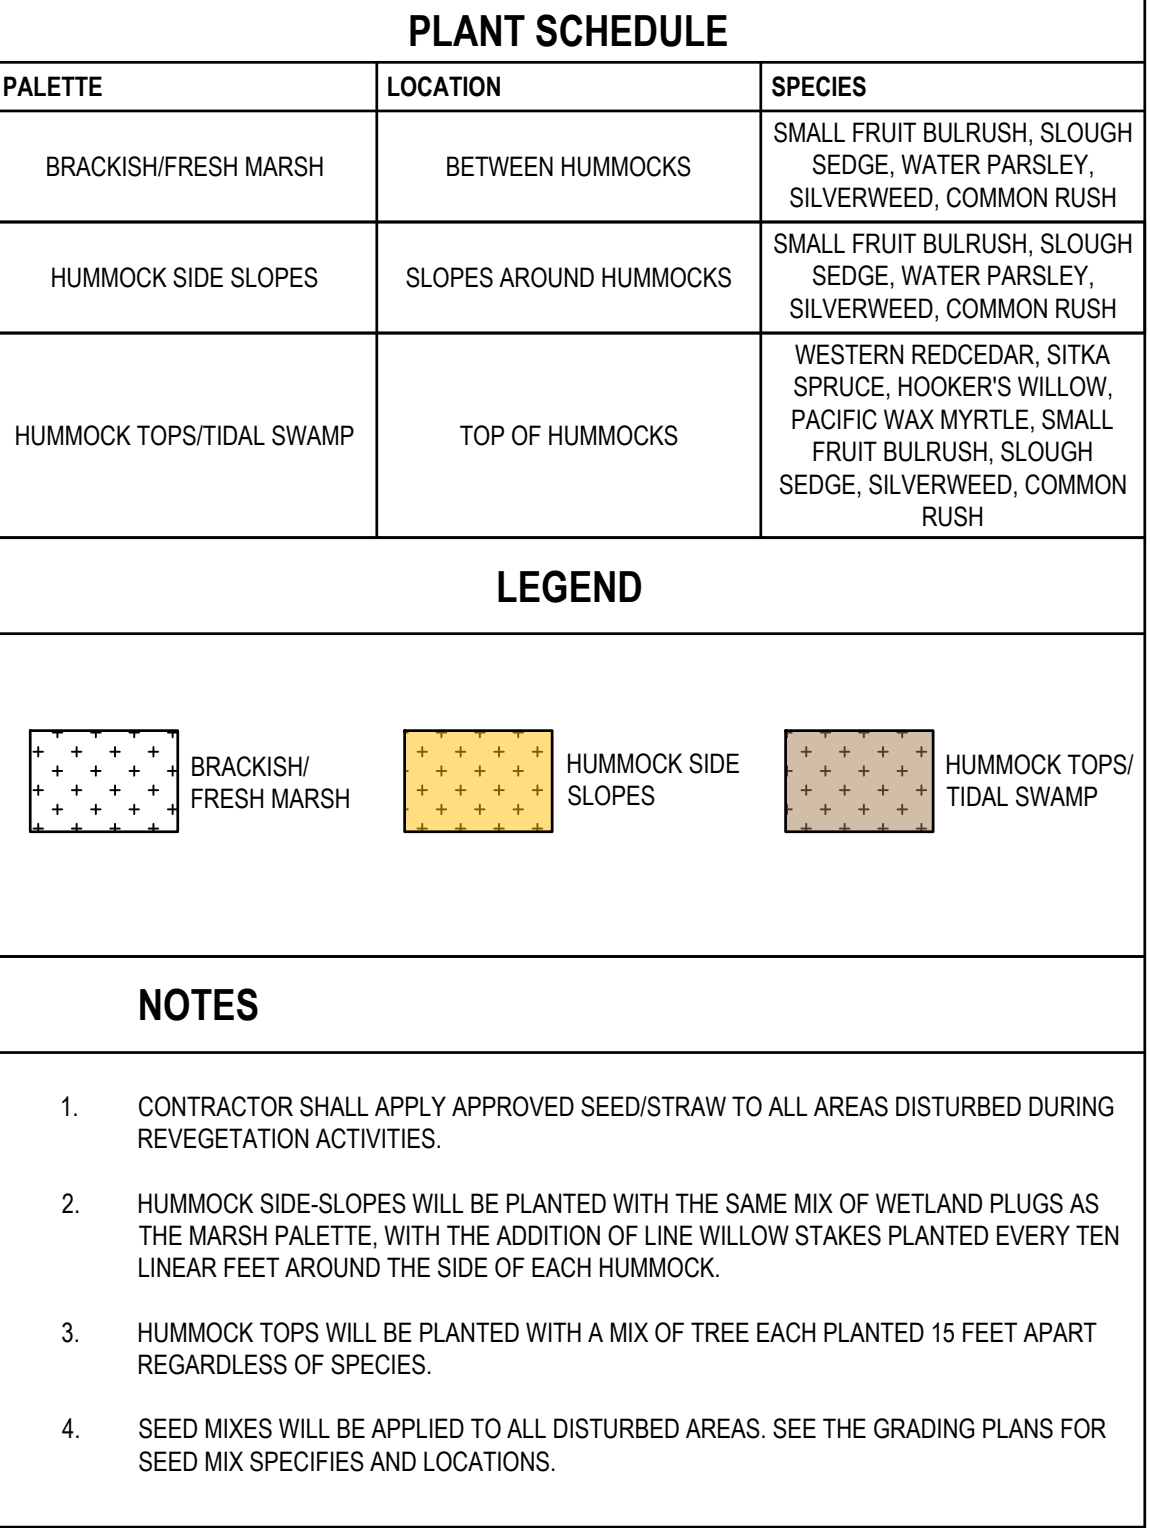 PLANT SCHEDULE
PALETTE
LOCATION
SPECIES
BRACKISH/FRESH MARSH
BETWEEN HUMMOCKS
SMALL FRUIT BULRUSH, SLOUGH
SEDGE, WATER PARSLEY,
SILVERWEED, COMMON RUSH
HUMMOCK SIDE SLOPES
SLOPES AROUND HUMMOCKS
SMALL FRUIT BULRUSH, SLOUGH
SEDGE, WATER PARSLEY,
SILVERWEED, COMMON RUSH
HUMMOCK TOPS/TIDAL SWAMP
TOP OF HUMMOCKS
WESTERN REDCEDAR, SITKA
SPRUCE, HOOKER'S WILLOW,
PACIFIC WAX MYRTLE, SMALL
FRUIT BULRUSH, SLOUGH
SEDGE, SILVERWEED, COMMON
RUSH
LEGEND
BRACKISH/
FRESH MARSH
HUMMOCK SIDE
SLOPES
HUMMOCK TOPS/
TIDAL SWAMP
NOTES
1. CONTRACTOR SHALL APPLY APPROVED SEED/STRAW TO ALL AREAS DISTURBED DURING
REVEGETATION ACTIVITIES.
2. HUMMOCK SIDE-SLOPES WILL BE PLANTED WITH THE SAME MIX OF WETLAND PLUGS AS
THE MARSH PALETTE, WITH THE ADDITION OF LINE WILLOW STAKES PLANTED EVERY TEN
LINEAR FEET AROUND THE SIDE OF EACH HUMMOCK.
3. HUMMOCK TOPS WILL BE PLANTED WITH A MIX OF TREE EACH PLANTED 15 FEET APART
REGARDLESS OF SPECIES.
4. SEED MIXES WILL BE APPLIED TO ALL DISTURBED AREAS. SEE THE GRADING PLANS FOR
SEED MIX SPECIFIES AND LOCATIONS.